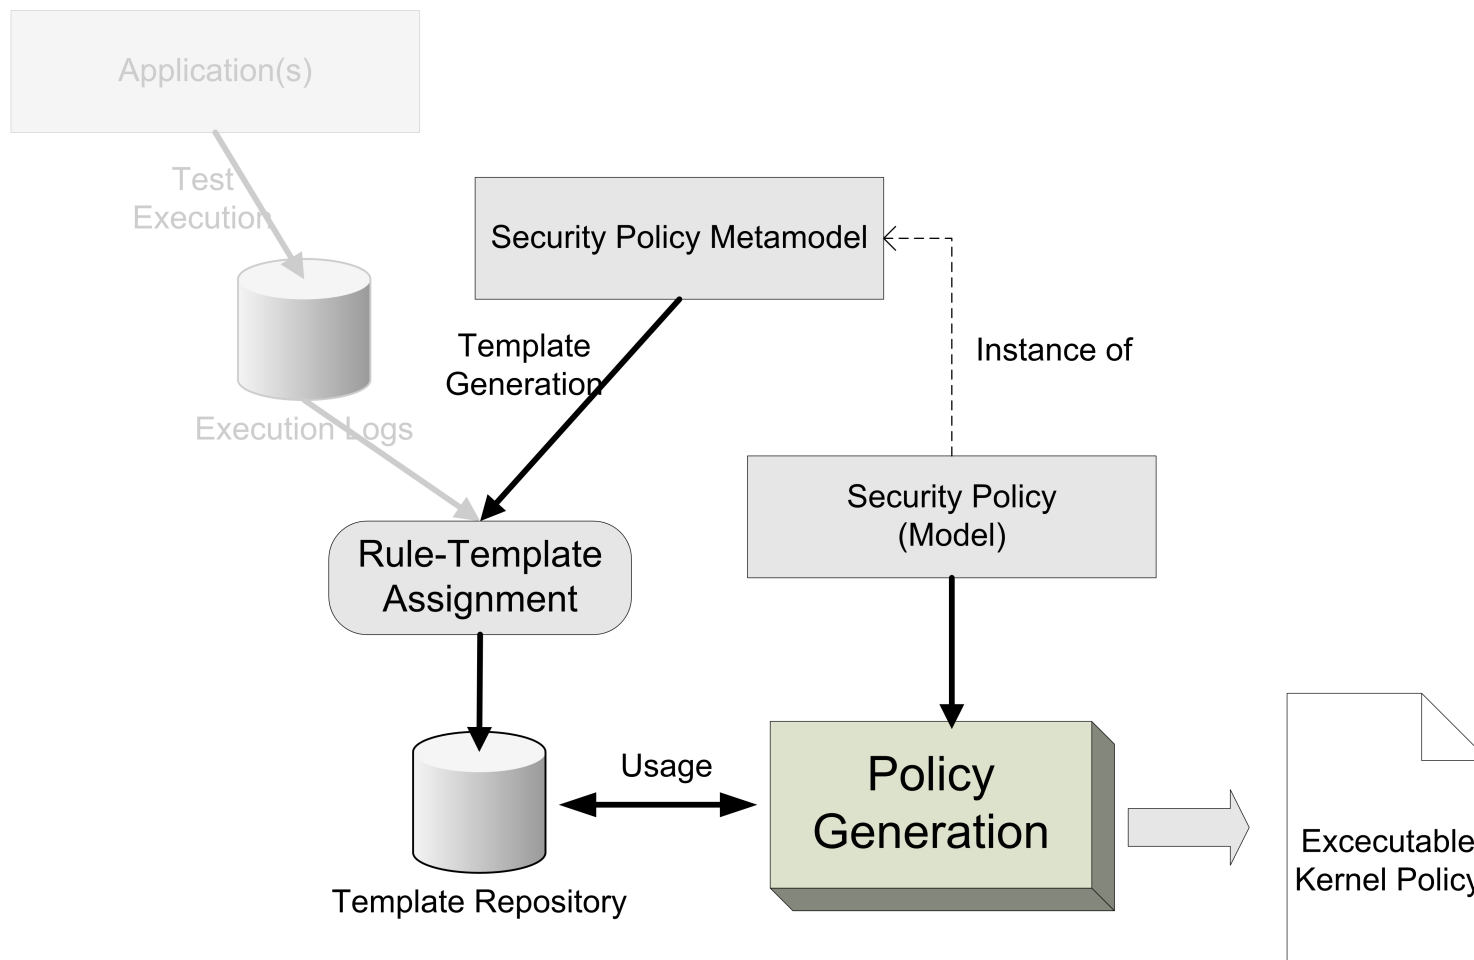 Application(s)
Test
Execution
Security Policy Metamodel
Template
Generation
Instance of
Execution Logs
Security Policy
(Model)
Rule-Template
Assignment
Usage
Policy
Generation
Excecutable
Kernel Policy
Template Repository